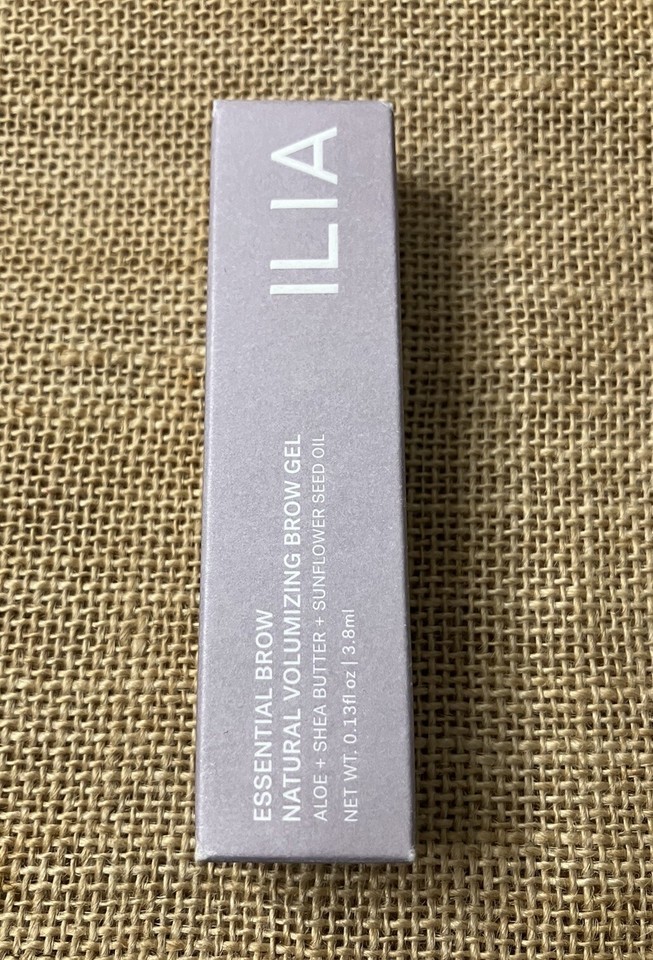 ILIA
ESSENTIAL BROW
NATURAL VOLUMIZING BROW GEL
ALOE + SHEA BUTTER + SUNFLOWER SEED OIL
NET WT. 0.13fl oz | 3.8ml